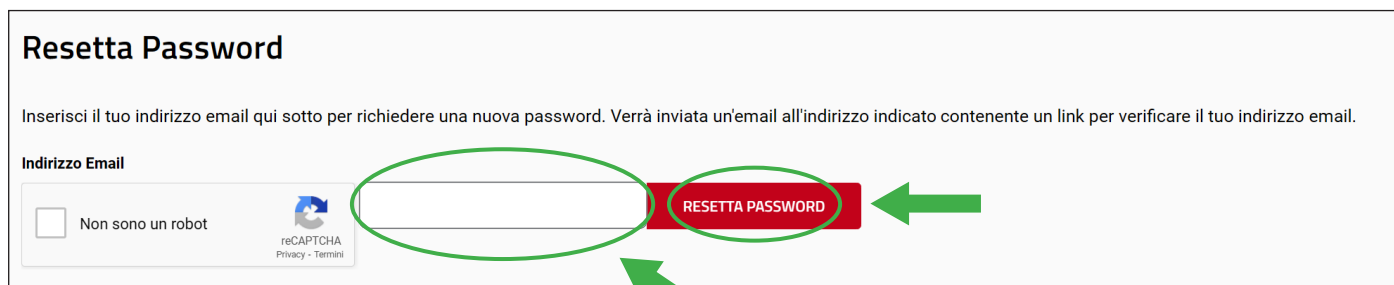 Resetta Password
Inserisci il tuo indirizzo email qui sotto per richiedere una nuova password. Verrà inviata un'email all'indirizzo indicato contenente un link per verificare il tuo indirizzo email.
Indirizzo Email
Non sono un robot
reCAPTCHA
Privacy - Termini
RESETTA PASSWORD